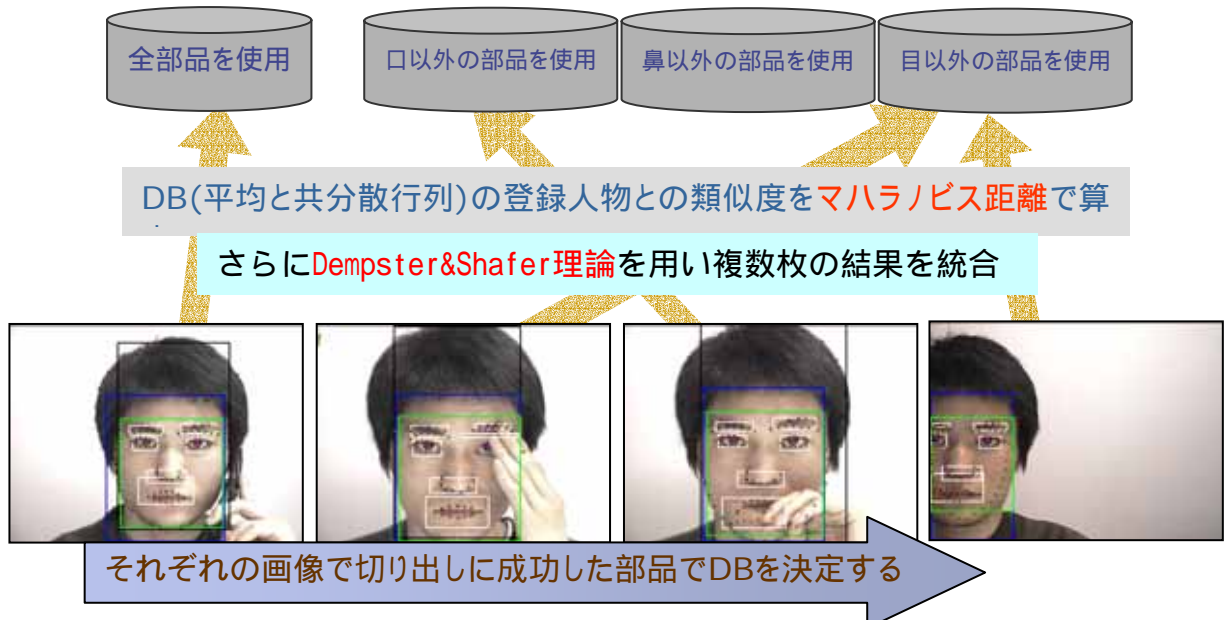 全部品を使用
口以外の部品を使用
鼻以外の部品を使用
目以外の部品を使用
DB(平均と共分散行列)の登録人物との類似度をマハラノビス距離で算
さらにDempster&Shafer理論を用い複数枚の結果を統合
それぞれの画像で切り出しに成功した部品でDBを決定する